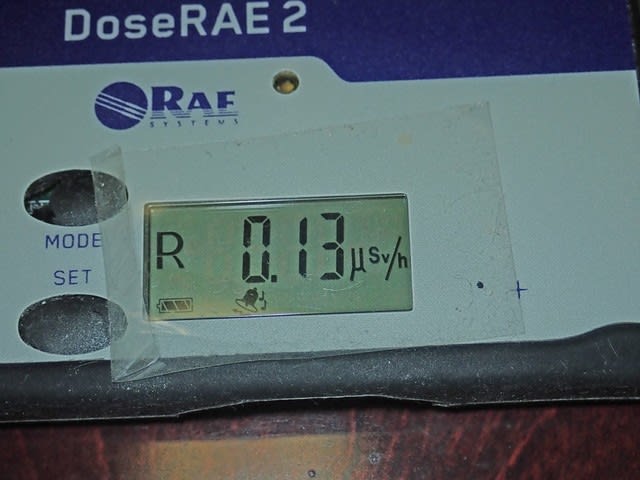 DoseRAE 2
RAE
SYSTEMS
R 0.13 µSv/h
MODE
SET